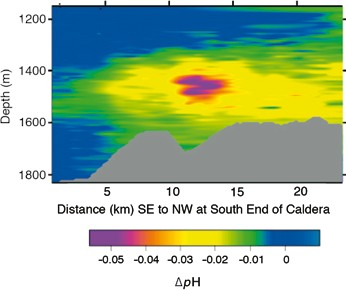 1200
1400
1600
1800
Depth (m)
5 10 15 20
Distance (km) SE to NW at South End of Caldera
-0.05 -0.04 -0.03 -0.02 -0.01 0
ΔpH